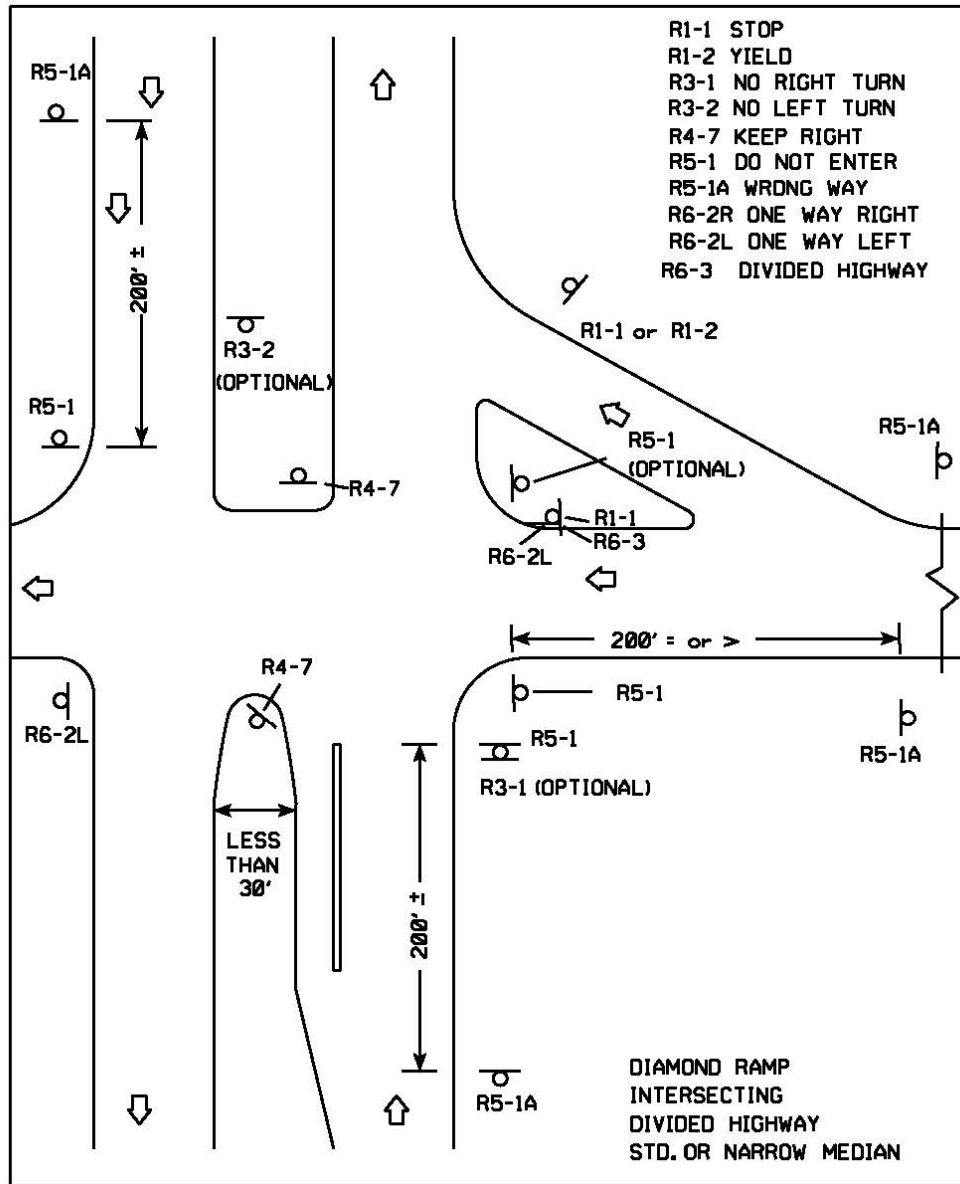 R1-1 STOP
R1-2 YIELD
R3-1 NO RIGHT TURN
R3-2 NO LEFT TURN
R4-7 KEEP RIGHT
R5-1 DO NOT ENTER
R5-1A WRONG WAY
R6-2R ONE WAY RIGHT
R6-2L ONE WAY LEFT
R6-3 DIVIDED HIGHWAY
R5-1A
200' ±
R3-2
(OPTIONAL)
R1-1 or R1-2
R5-1
R5-1
(OPTIONAL)
R5-1A
R4-7
R1-1
R6-3
R6-2L
200' = or >
R4-7
R5-1
R6-2L
R5-1
R5-1A
R3-1 (OPTIONAL)
LESS
THAN
30'
200' ±
R5-1A
DIAMOND RAMP
INTERSECTING
DIVIDED HIGHWAY
STD. OR NARROW MEDIAN